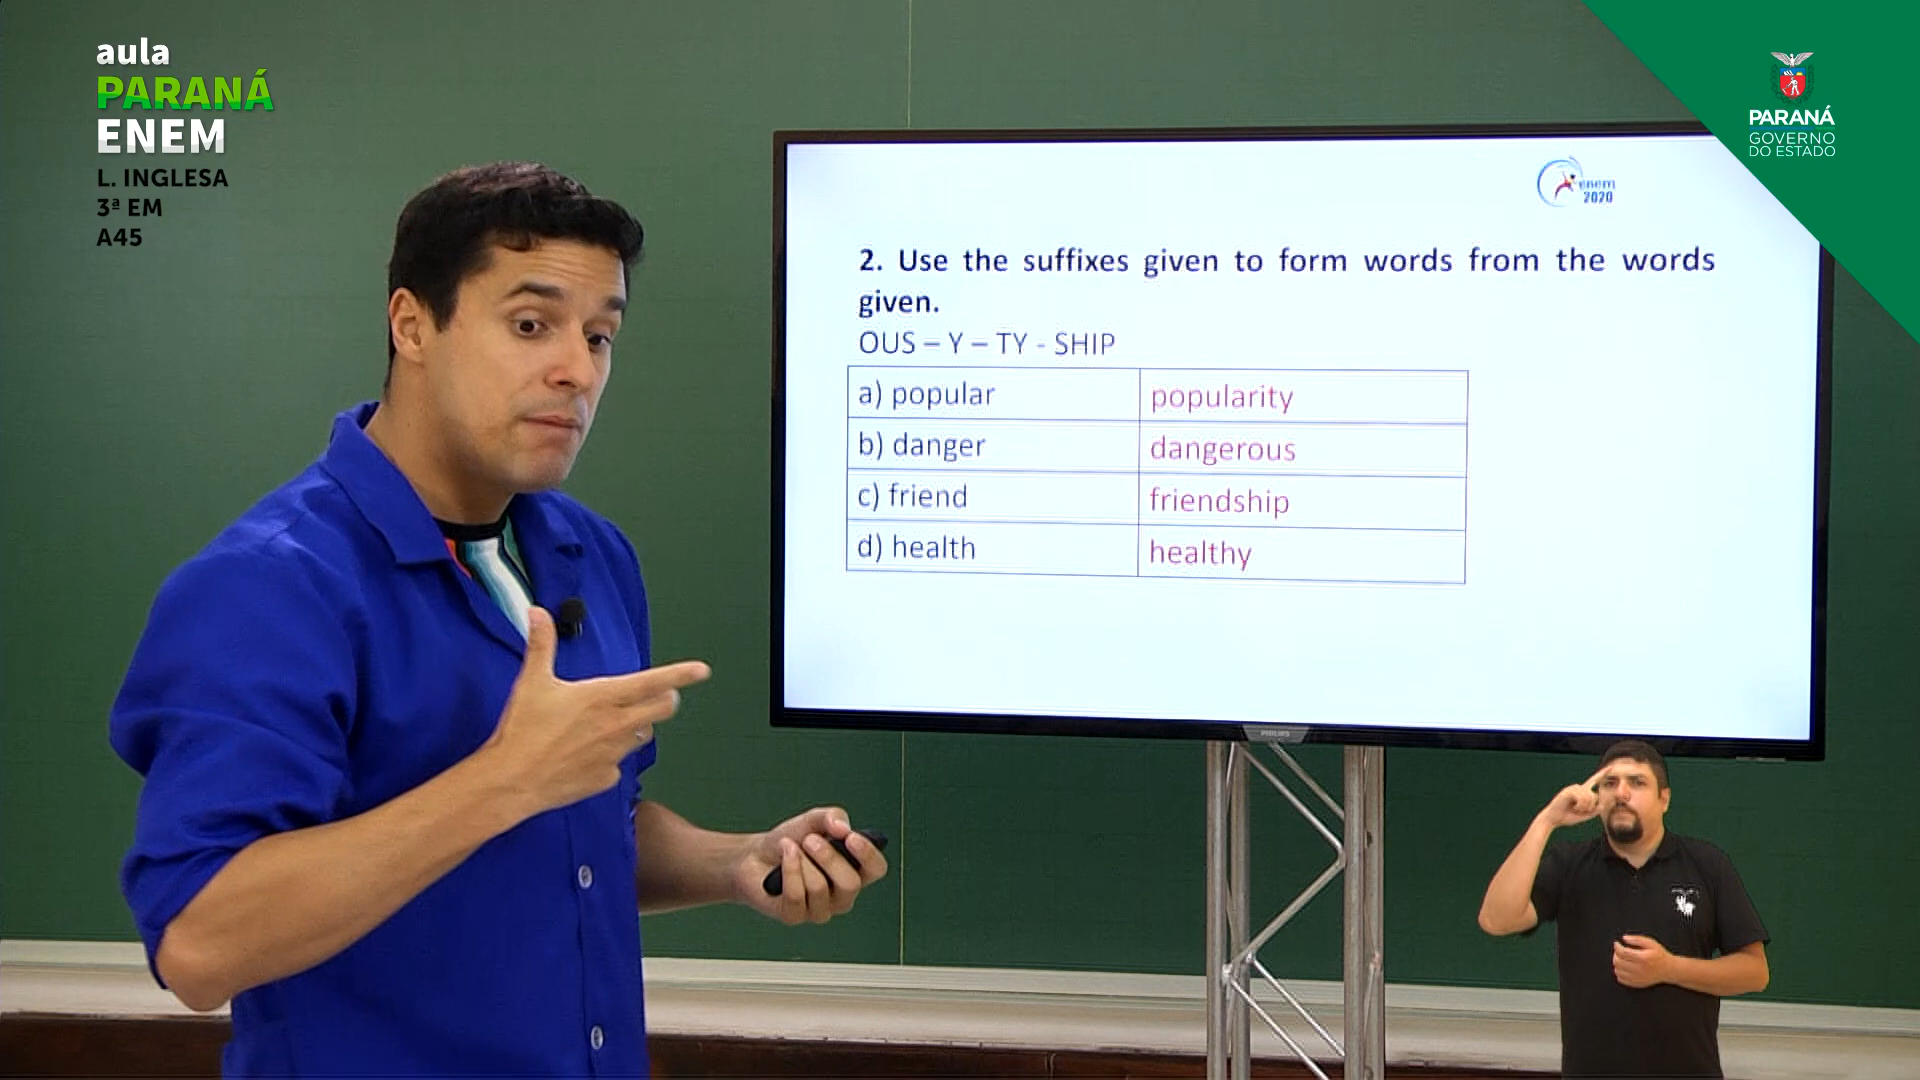 aula
PARANÁ
ENEM
L. INGLESA
3ª EM
A45
PARANÁ
GOVERNO
DO ESTADO
enem
2020
2. Use the suffixes given to form words from the words
given.
OUS – Y – TY - SHIP
a) popular popularity
b) danger dangerous
c) friend friendship
d) health healthy
PHILIPS